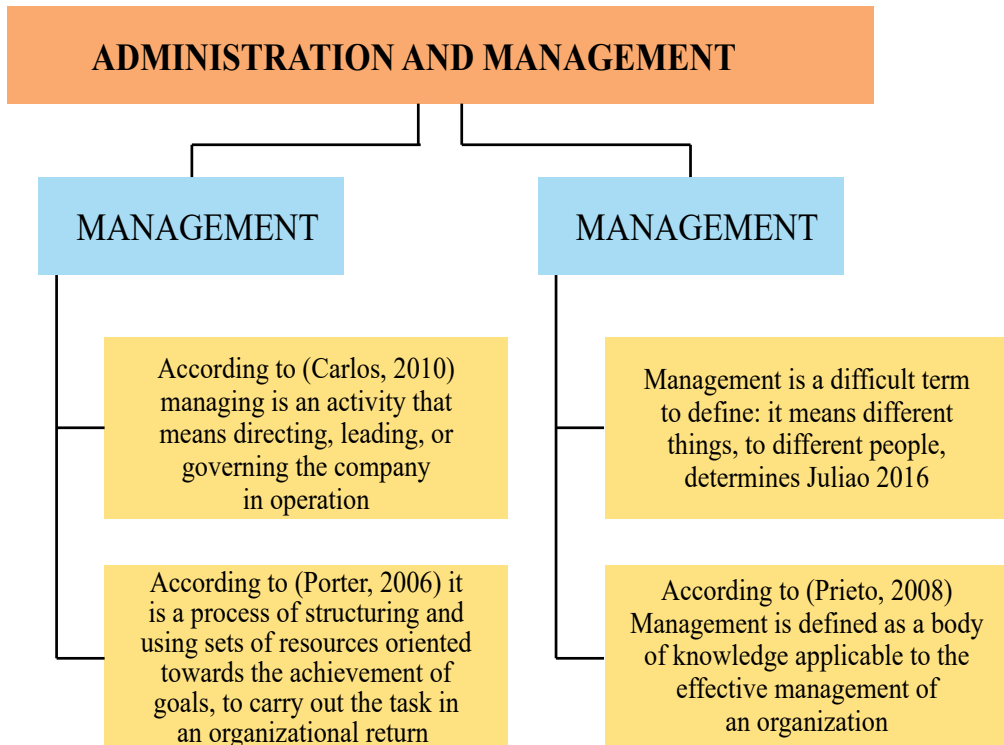 ADMINISTRATION AND MANAGEMENT
MANAGEMENT
According to (Carlos, 2010)
managing is an activity that
means directing, leading, or
governing the company
in operation
According to (Porter, 2006) it
is a process of structuring and
using sets of resources oriented
towards the achievement of
goals, to carry out the task in
an organizational return
MANAGEMENT
Management is a difficult term
to define: it means different
things, to different people,
determines Juliao 2016
According to (Prieto, 2008)
Management is defined as a body
of knowledge applicable to the
effective management of
an organization